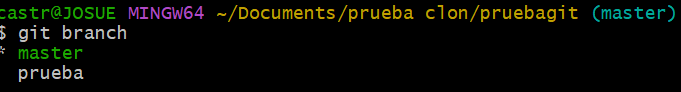 castr@JOSUE MINGW64 ~/Documents/prueba clon/pruebagit (master)
$ git branch
* master
  prueba